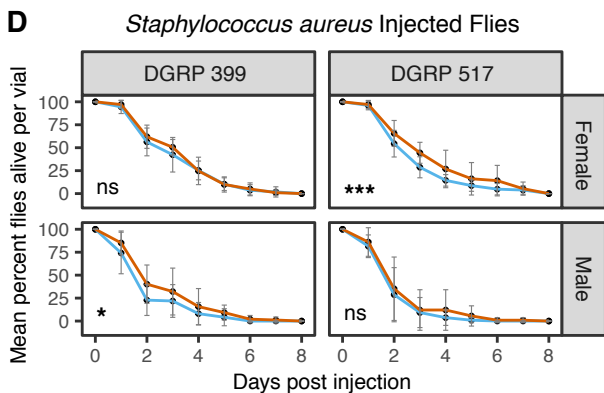 D
Staphylococcus aureus Injected Flies
DGRP 399
DGRP 517
Mean percent flies alive per vial
100
75
50
25
0
ns
***
Female
100
75
50
25
0
*
ns
Male
0 2 4 6 8
0 2 4 6 8
Days post injection